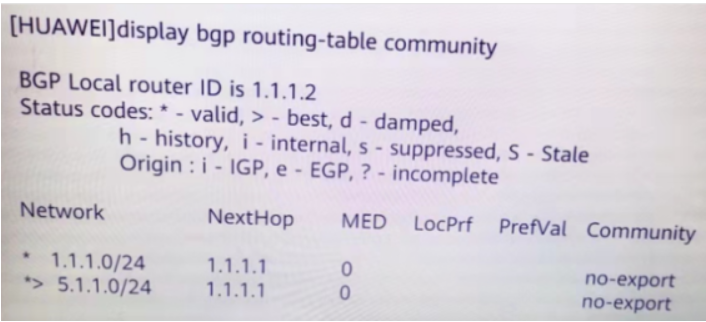 [HUAWEI]display bgp routing-table community
BGP Local router ID is 1.1.1.2
Status codes: * - valid, > - best, d - damped,
h - history, i - internal, s - suppressed, S - Stale
Origin : i - IGP, e - EGP, ? - incomplete
Network NextHop MED LocPrf PrefVal Community
* 1.1.1.0/24 1.1.1.1 0 no-export
*> 5.1.1.0/24 1.1.1.1 0 no-export